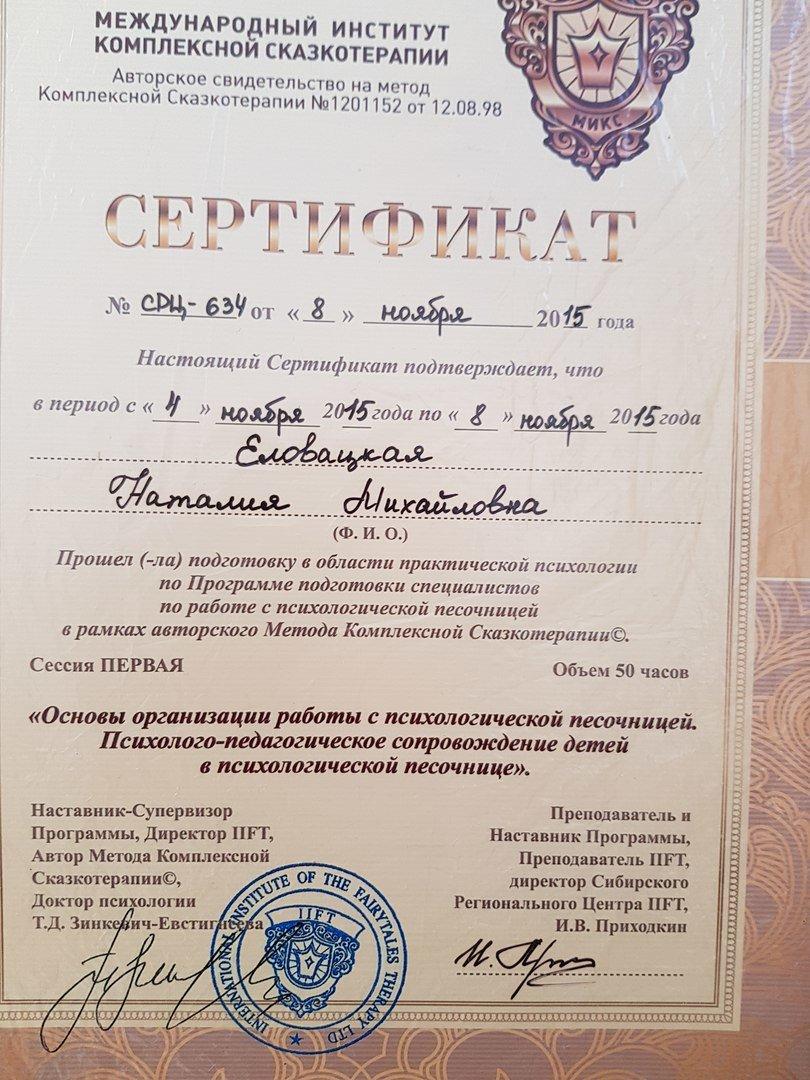 МЕЖДУНАРОДНЫЙ ИНСТИТУТ
КОМПЛЕКСНОЙ СКАЗКОТЕРАПИИ
Авторское свидетельство на метод
Комплексной Сказкотерапии №1201152 от 12.08.98
МИКС
СЕРТИФИКАТ
№ СРЦ-634 от «8» ноября 2015 года
Настоящий Сертификат подтверждает, что
в период с «4» ноября 2015 года по «8» ноября 2015 года
Еловацкая
Наталия Михайловна
(Ф. И. О.)
Прошел (-ла) подготовку в области практической психологии
по Программе подготовки специалистов
по работе с психологической песочницей
в рамках авторского Метода Комплексной Сказкотерапии©.
Сессия ПЕРВАЯ Объем 50 часов
«Основы организации работы с психологической песочницей.
Психолого-педагогическое сопровождение детей
в психологической песочнице».
Наставник-Супервизор
Программы, Директор IIFT,
Автор Метода Комплексной
Сказкотерапии©,
Доктор психологии
Т.Д. Зинкевич-Евстигнеева
Преподаватель и
Наставник Программы,
Преподаватель IIFT,
директор Сибирского
Регионального Центра IIFT,
И.В. Приходкин
INTERNATIONAL INSTITUTE OF THE FAIRYTALES THERAPY LTD
IIFT